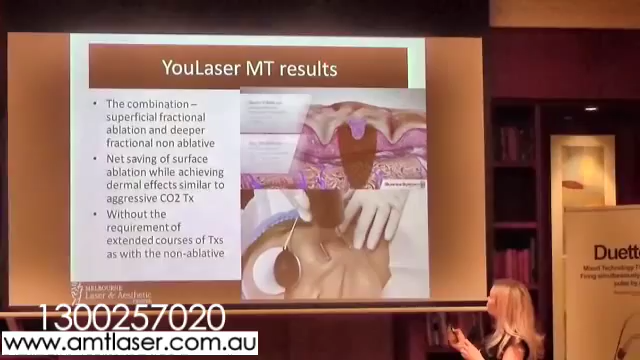 YouLaser MT results
• The combination –
superficial fractional
ablation and deeper
fractional non ablative
• Net saving of surface
ablation while achieving
dermal effects similar to
aggressive CO2 Tx
• Without the
requirement of
extended courses of Txs
as with the non-ablative
MELBOURNE
Laser & Aesthetic
Duetto
Mixed Technology
1300257020
www.amtlaser.com.au